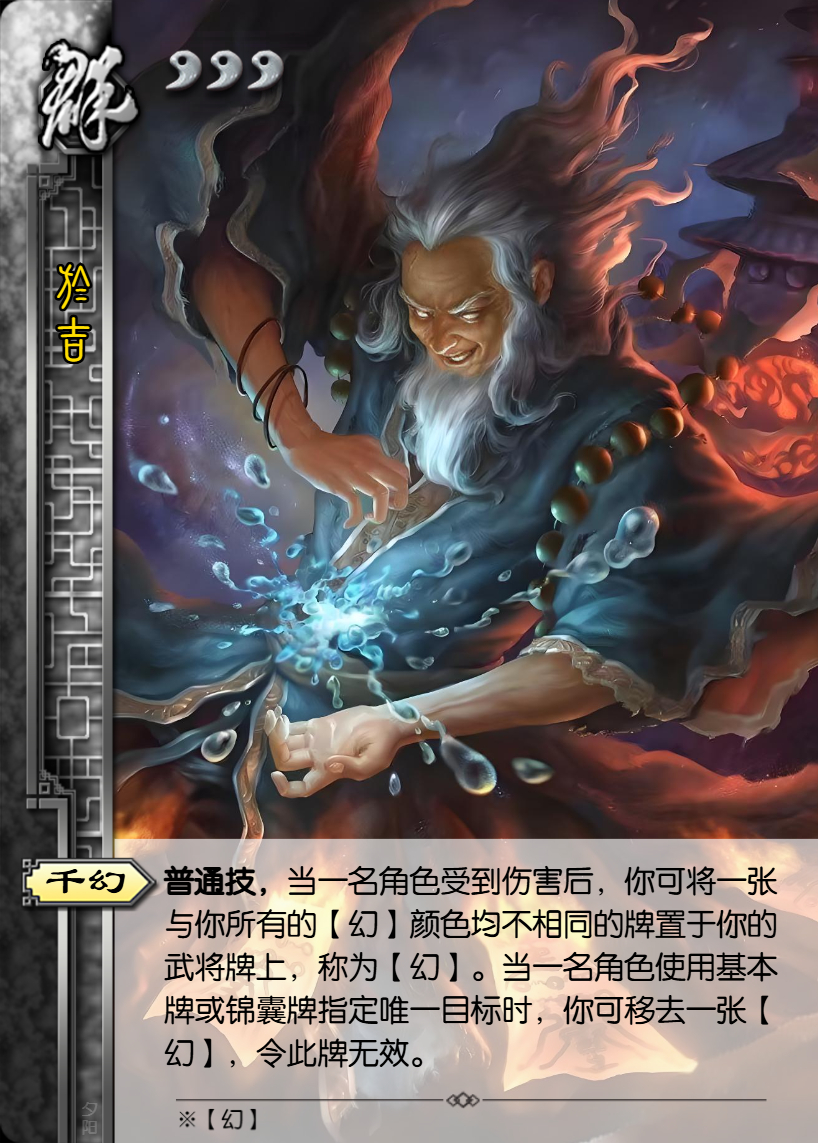 群
于吉
千幻
普通技，当一名角色受到伤害后，你可将一张
与你所有的【幻】颜色均不相同的牌置于你的
武将牌上，称为【幻】。当一名角色使用基本
牌或锦囊牌指定唯一目标时，你可移去一张【
幻】，令此牌无效。
※【幻】
夕阳